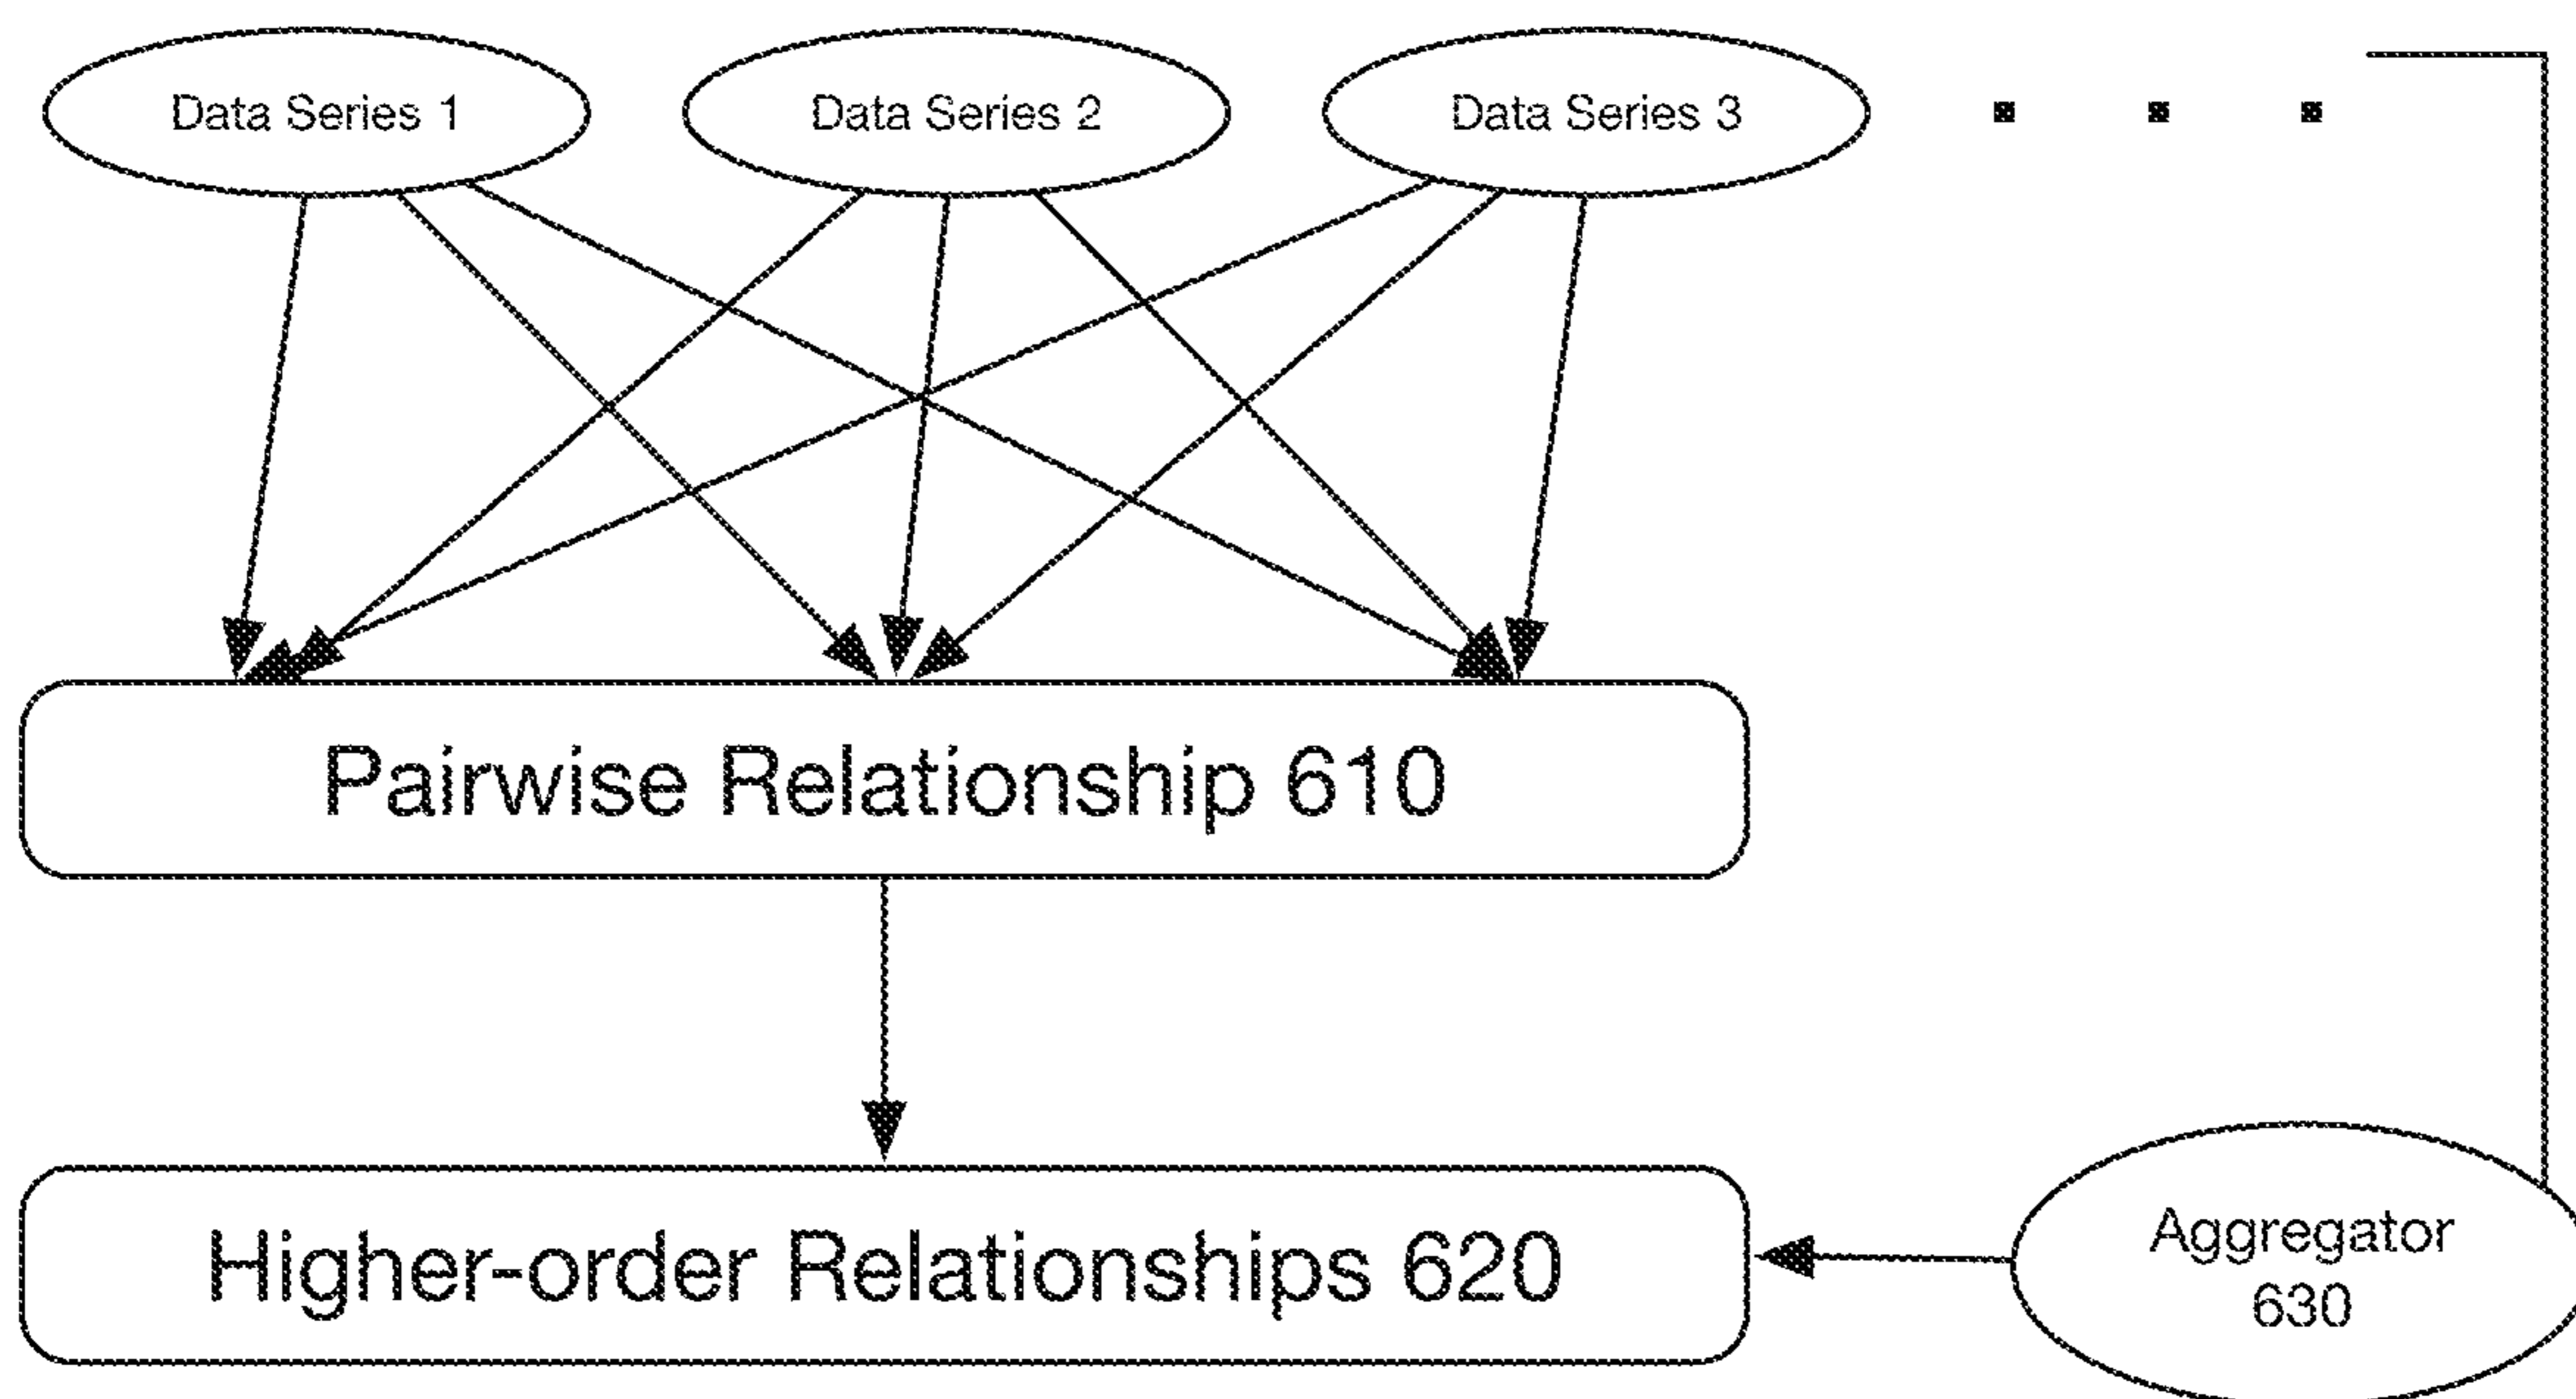 Data Series 1
Data Series 2
Data Series 3
Pairwise Relationship 610
Higher-order Relationships 620
Aggregator
630